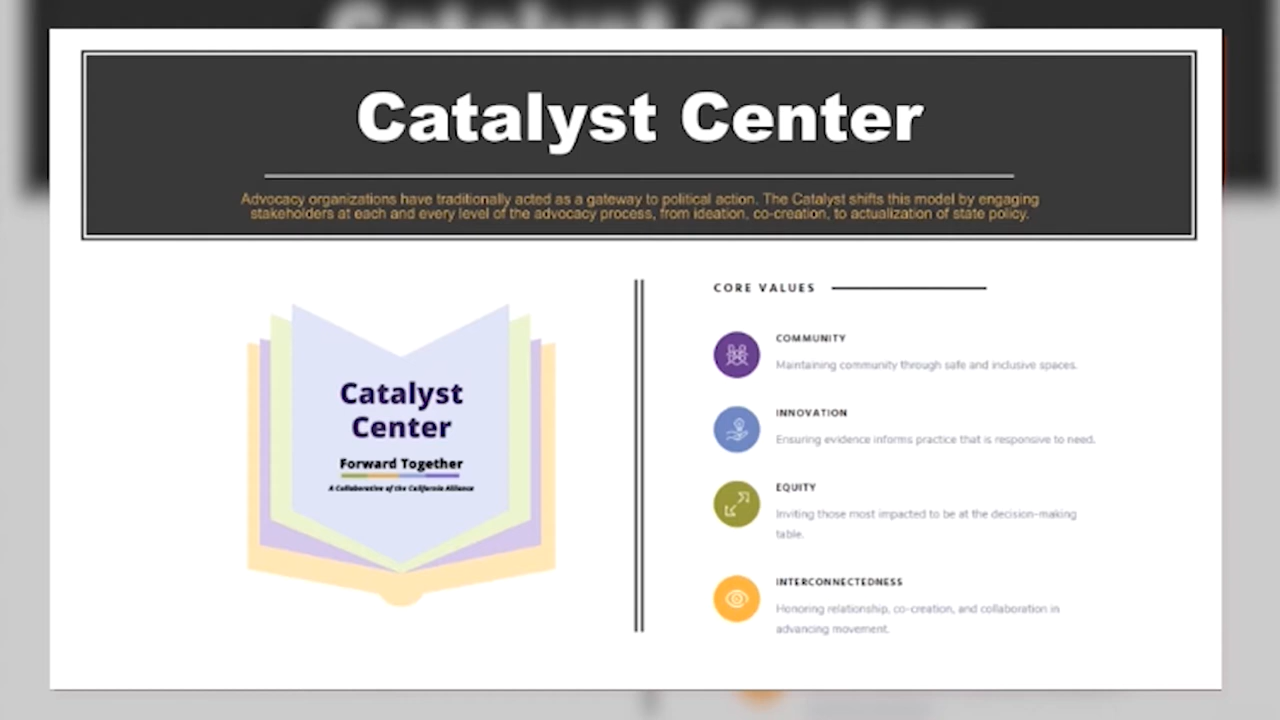 Catalyst Center
Advocacy organizations have traditionally acted as a gateway to political action. The Catalyst shifts this model by engaging
stakeholders at each and every level of the advocacy process, from ideation, co-creation, to actualization of state policy.
Catalyst
Center
Forward Together
A Collaborative of the California Alliance
CORE VALUES
COMMUNITY
Maintaining community through safe and inclusive spaces.
INNOVATION
Ensuring evidence informs practice that is responsive to need.
EQUITY
Inviting those most impacted to be at the decision-making
table.
INTERCONNECTEDNESS
Honoring relationship, co-creation, and collaboration in
advancing movement.